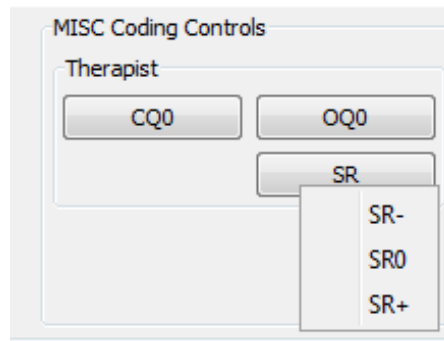 MISC Coding Controls
Therapist
CQ0 OQ0
SR
SR-
SR0
SR+